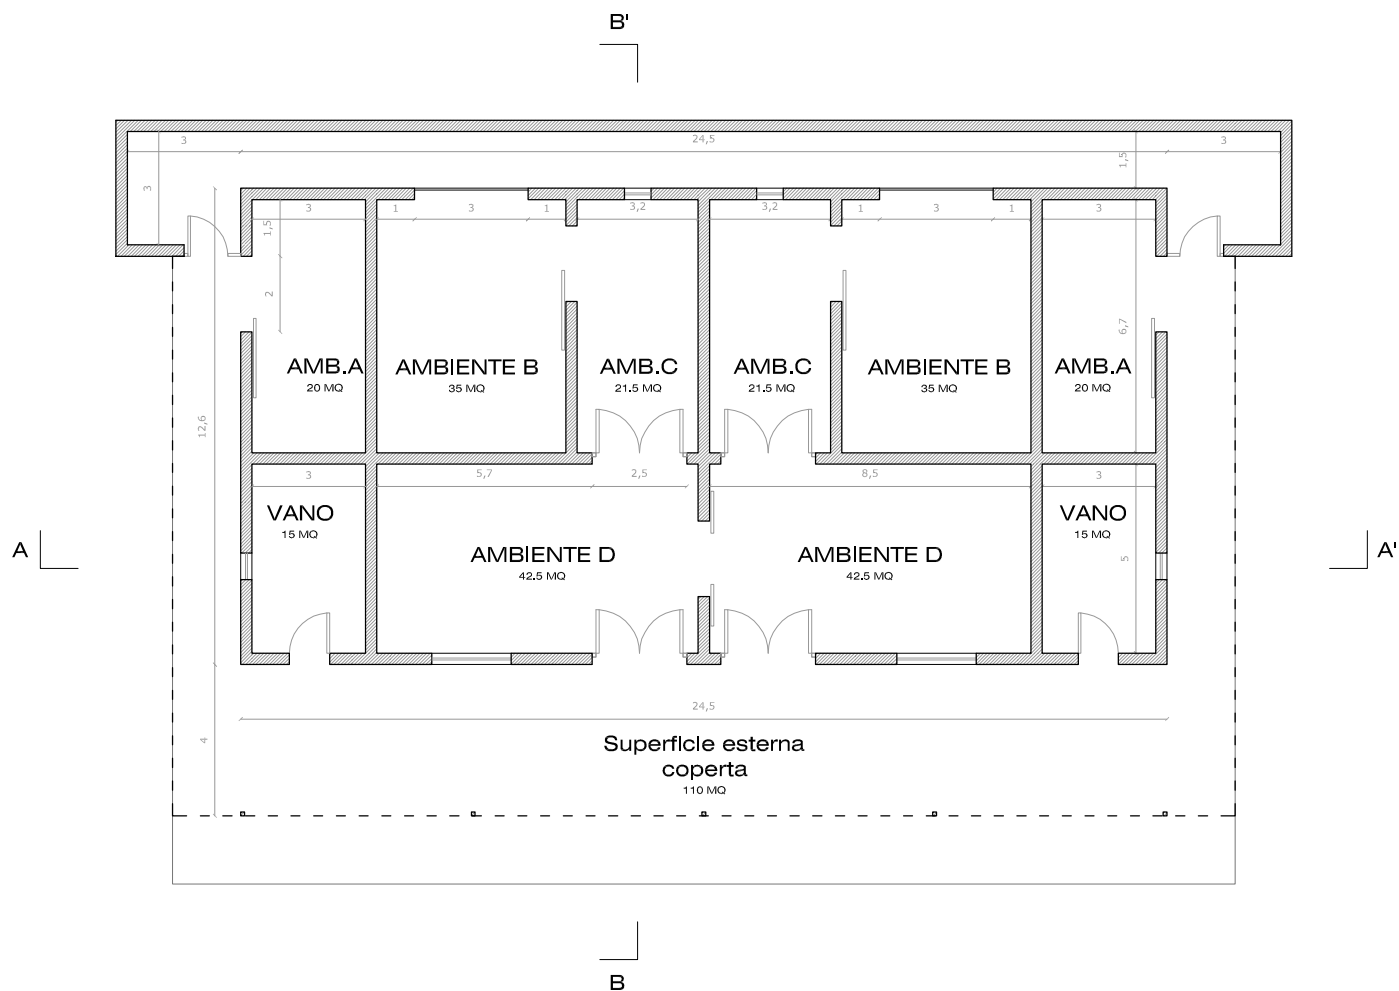 B'
3
24,5
3
3
1,5
3
1
3
1
3,2
3,2
1
3
1
3
1,5
2
6,7
AMB.A
20 MQ
AMBIENTE B
35 MQ
AMB.C
21.5 MQ
AMB.C
21.5 MQ
AMBIENTE B
35 MQ
AMB.A
20 MQ
12,6
3
5,7
2,5
8,5
3
VANO
15 MQ
VANO
15 MQ
A
AMBIENTE D
42.5 MQ
AMBIENTE D
42.5 MQ
5
A'
24,5
4
Superficie esterna
coperta
110 MQ
B